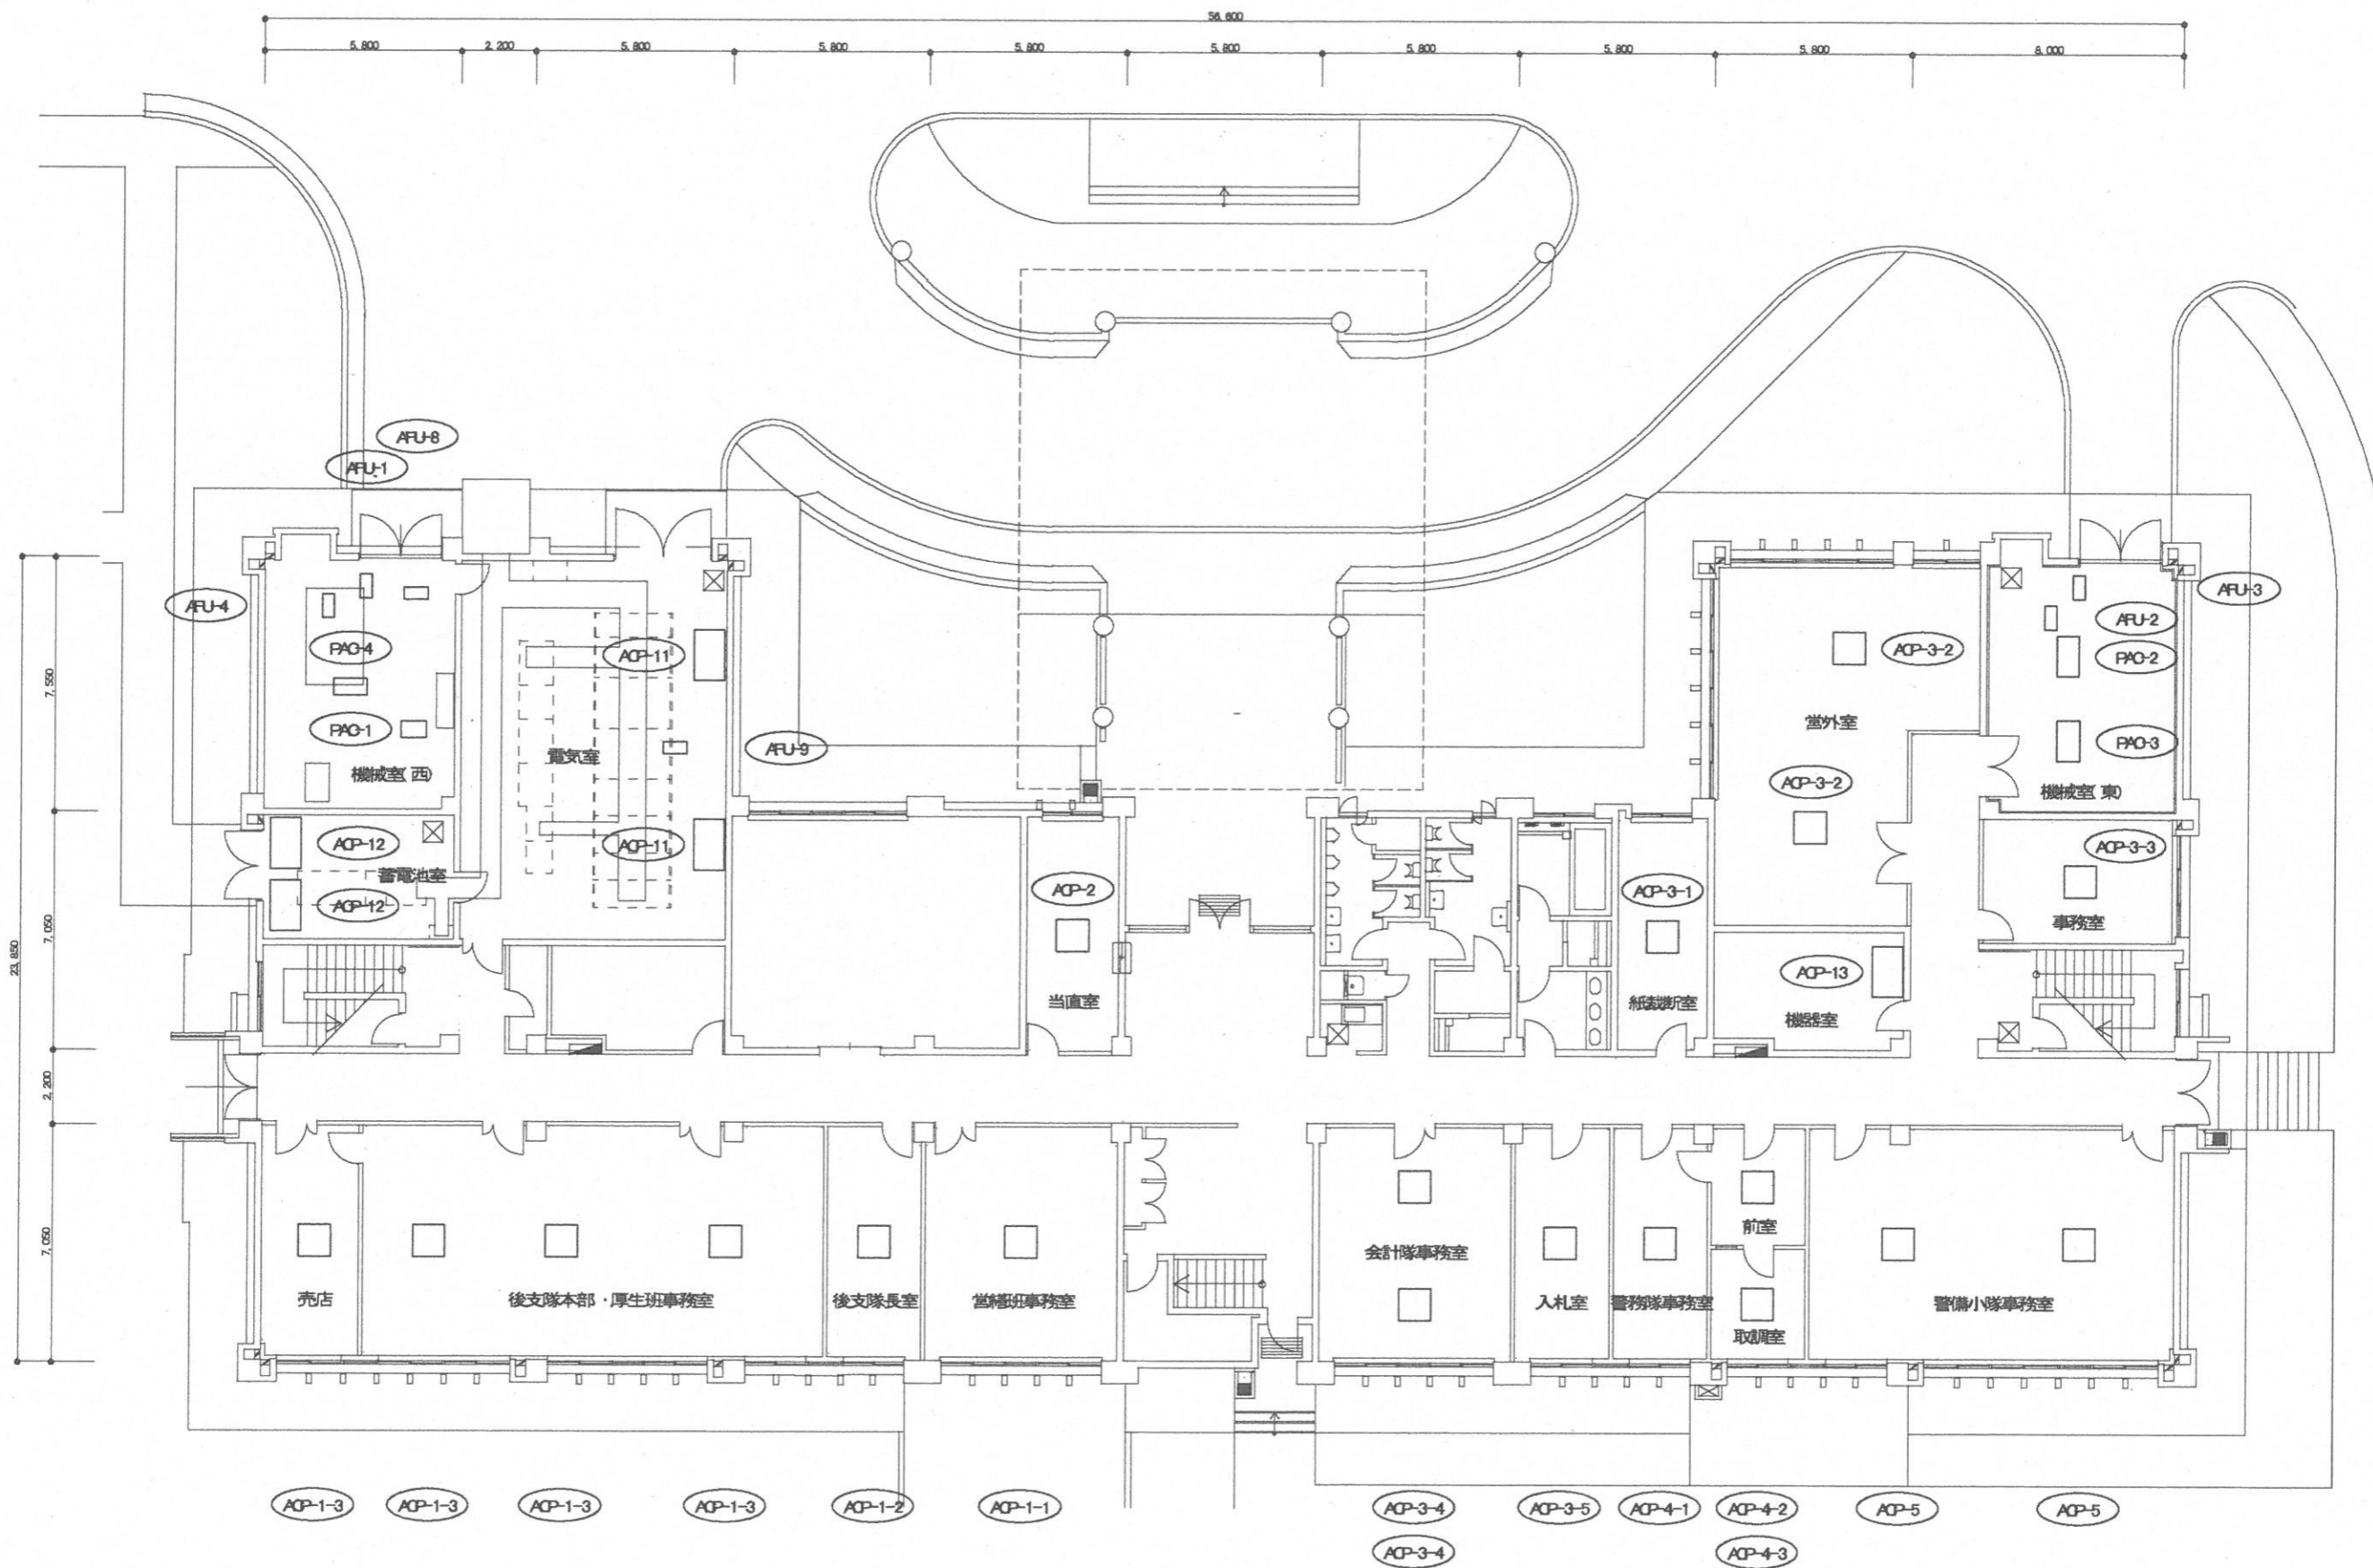 56,600
5,800 2,200 5,800 5,800 5,800 5,800 5,800 5,800 5,800 8,000
AFU-8
AFU-1
AFU-4
AFU-3
PAC-4
ACP-11
ACP-3-2
AFU-2
PAC-2
7,550
PAC-1
機械室(西)
電気室
AFU-9
営外室
PAC-3
機械室(東)
ACP-3-2
ACP-12
ACP-11
ACP-3-3
蓄電池室
ACP-12
ACP-2
ACP-3-1
事務室
7,050
23,850
ACP-13
当直室
紙裁断室
機器室
2,200
7,050
前室
会計隊事務室
売店
後支隊本部・厚生班事務室
後支隊長室
営繕班事務室
入札室
警務隊事務室
取調室
警備小隊事務室
ACP-1-3 ACP-1-3 ACP-1-3 ACP-1-3 ACP-1-2 ACP-1-1 ACP-3-4 ACP-3-5 ACP-4-1 ACP-4-2 ACP-5 ACP-5
ACP-3-4 ACP-4-3